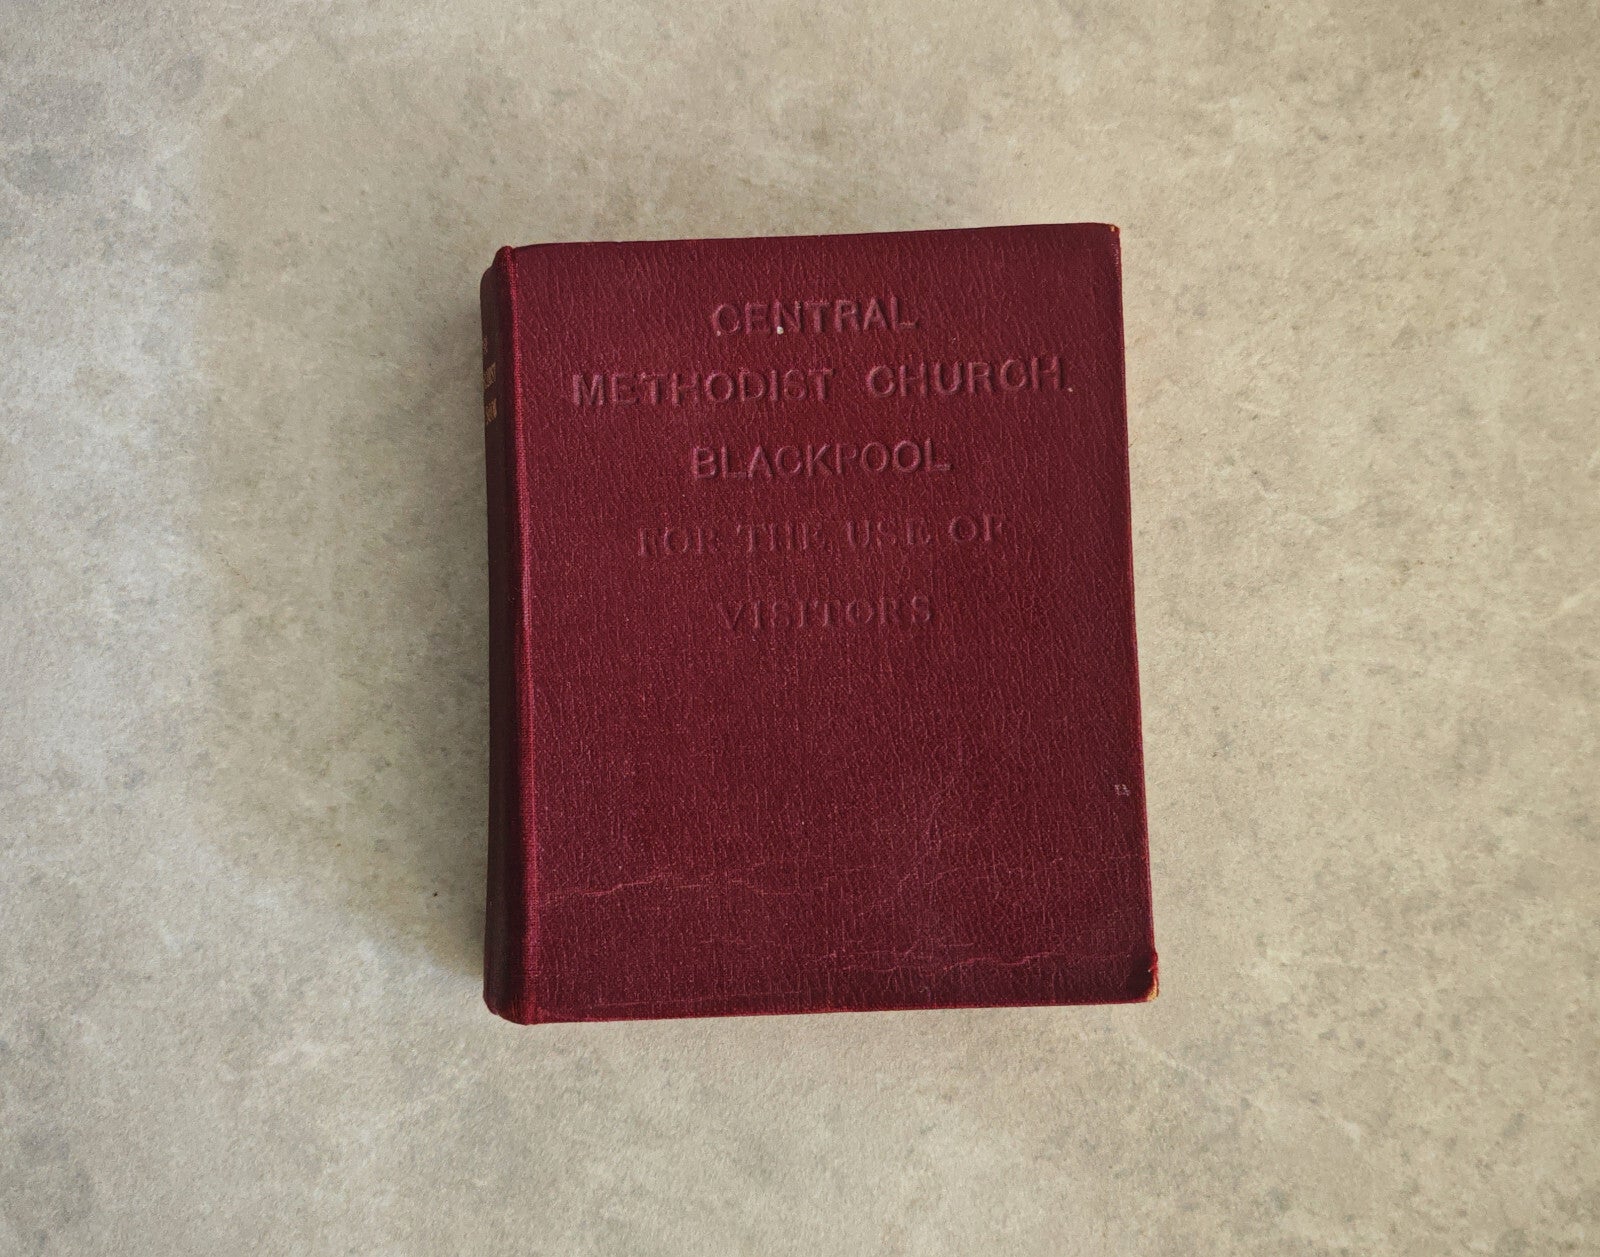 CENTRAL
METHODIST CHURCH.
BLACKPOOL
FOR THE USE OF
VISITORS